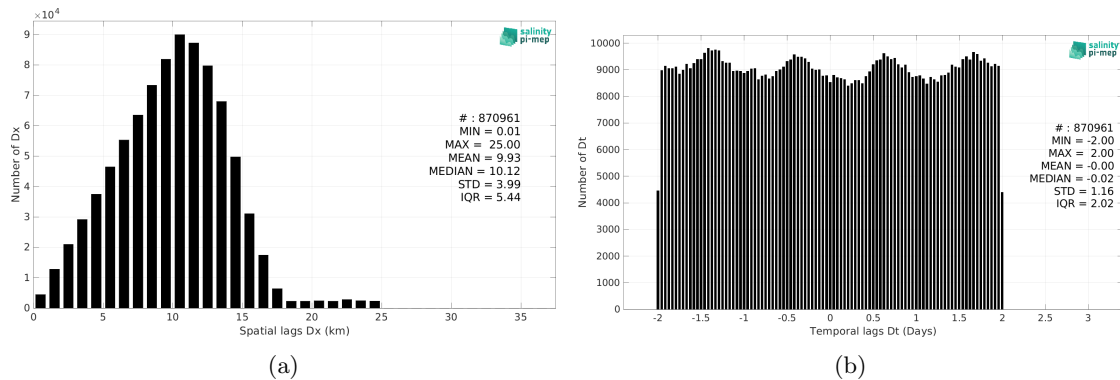 ×10⁴
9
8
7
6
5
4
3
2
1
0
Number of Dx
0 5 10 15 20 25 30 35
Spatial lags Dx (km)
salinity
pi-mep
# : 870961
MIN = 0.01
MAX = 25.00
MEAN = 9.93
MEDIAN = 10.12
STD = 3.99
IQR = 5.44
(a)
10000
9000
8000
7000
6000
5000
4000
3000
2000
1000
0
Number of Dt
-2 -1.5 -1 -0.5 0 0.5 1 1.5 2 2.5 3
Temporal lags Dt (Days)
salinity
pi-mep
# : 870961
MIN = -2.00
MAX = 2.00
MEAN = -0.00
MEDIAN = -0.02
STD = 1.16
IQR = 2.02
(b)